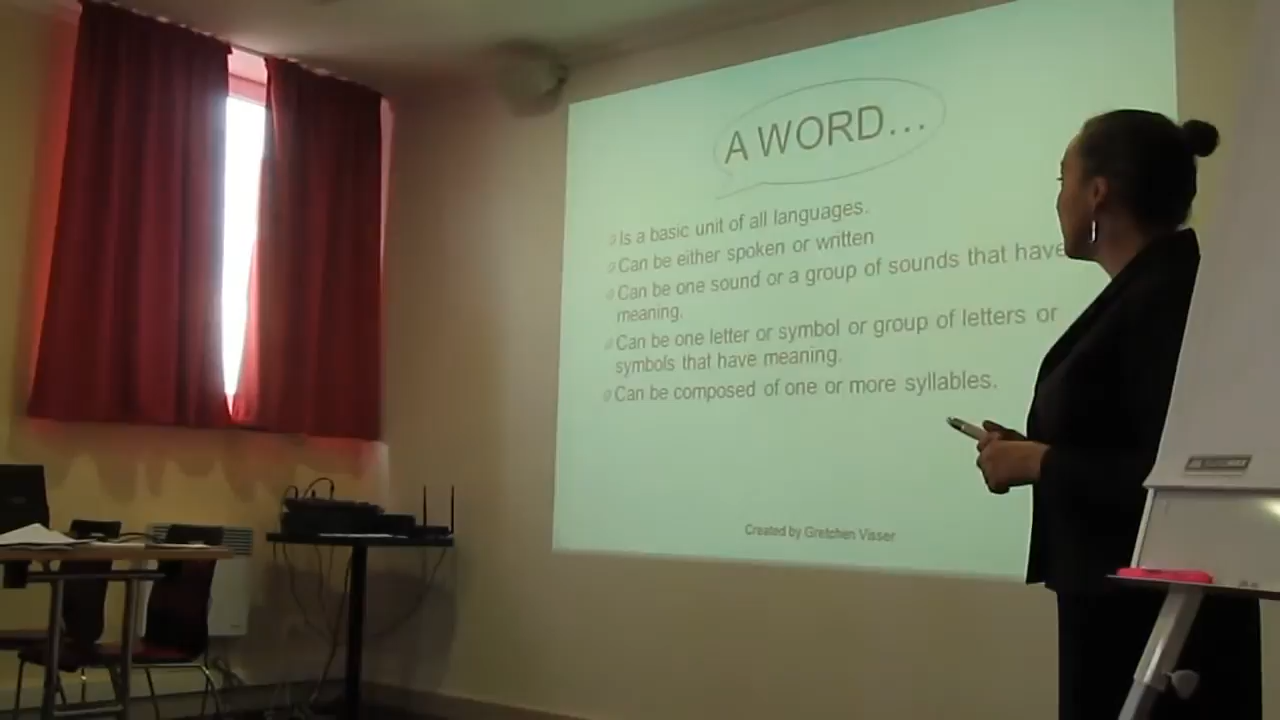 A WORD...
Is a basic unit of all languages.
Can be either spoken or written
Can be one sound or a group of sounds that have
meaning.
Can be one letter or symbol or group of letters or
symbols that have meaning.
Can be composed of one or more syllables.
Created by Gretchen Visser